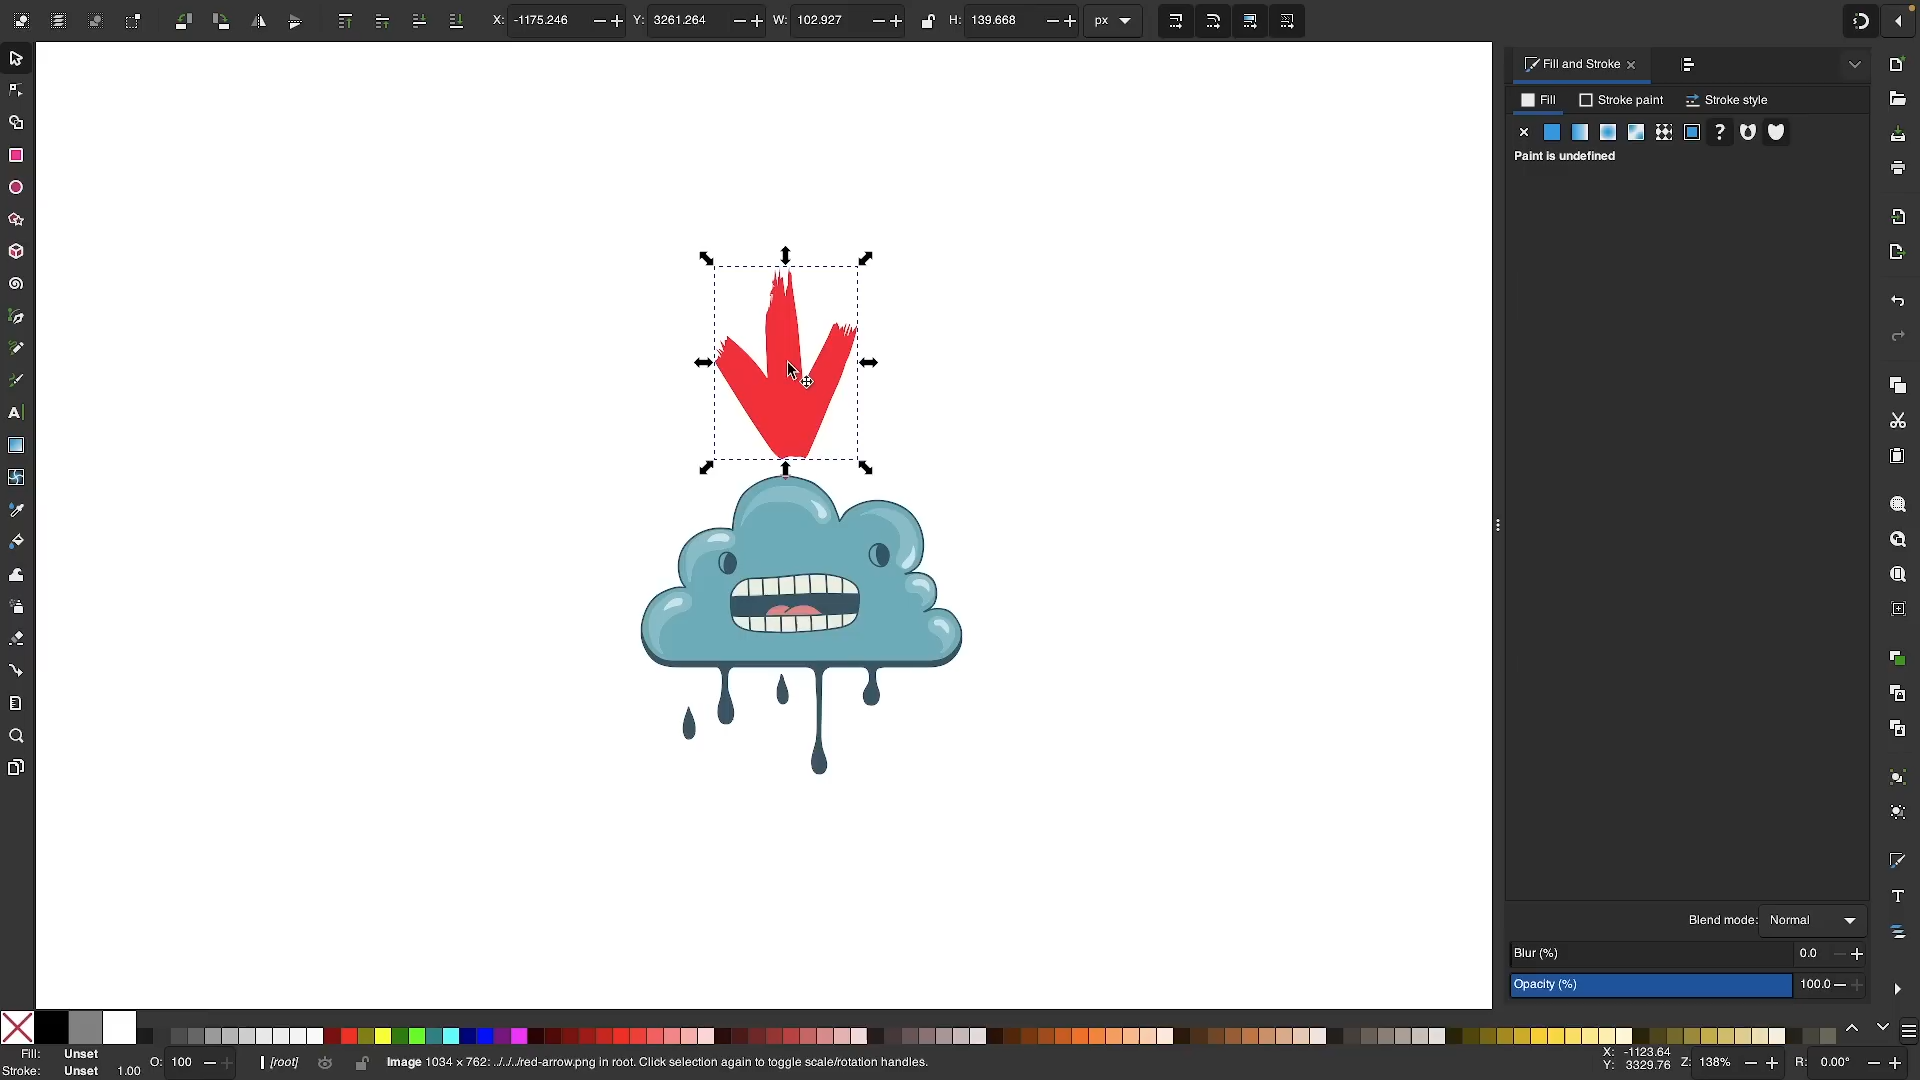 X: -1175.246 Y: 3261.264 W: 102.927 H: 139.668 px
Fill and Stroke
Fill Stroke paint Stroke style
?
Paint is undefined
A
Blend mode: Normal
Blur (%) 0.0
Opacity (%) 100.0
Fill: Unset
Stroke: Unset 1.00
O: 100
[root]
Image 1034 × 762: ../../../red-arrow.png in root. Click selection again to toggle scale/rotation handles.
X: -1123.64
Y: 3329.76
Z: 138%
R: 0.00°